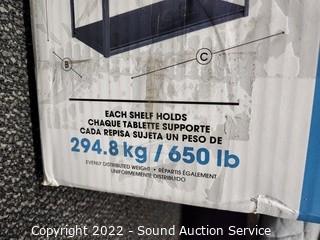 B
C
EACH SHELF HOLDS
CHAQUE TABLETTE SUPPORTE
CADA REPISA SUJETA UN PESO DE
294.8 kg / 650 lb
EVENLY DISTRIBUTED WEIGHT • RÉPARTIS ÉGALEMENT
UNIFORMEMENTE DISTRIBUIDO
Copyright 2022 - Sound Auction Service